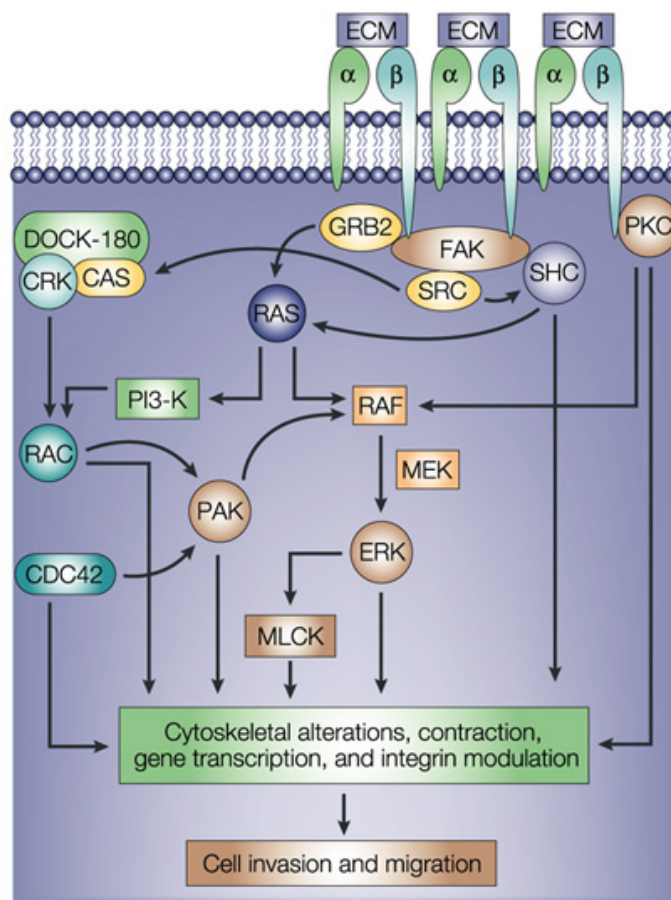 ECM ECM ECM
α β α β α β
GRB2
PKC
DOCK-180
FAK
CRK CAS
SRC
SHC
RAS
PI3-K
RAF
RAC
MEK
PAK
ERK
CDC42
MLCK
Cytoskeletal alterations, contraction,
gene transcription, and integrin modulation
Cell invasion and migration